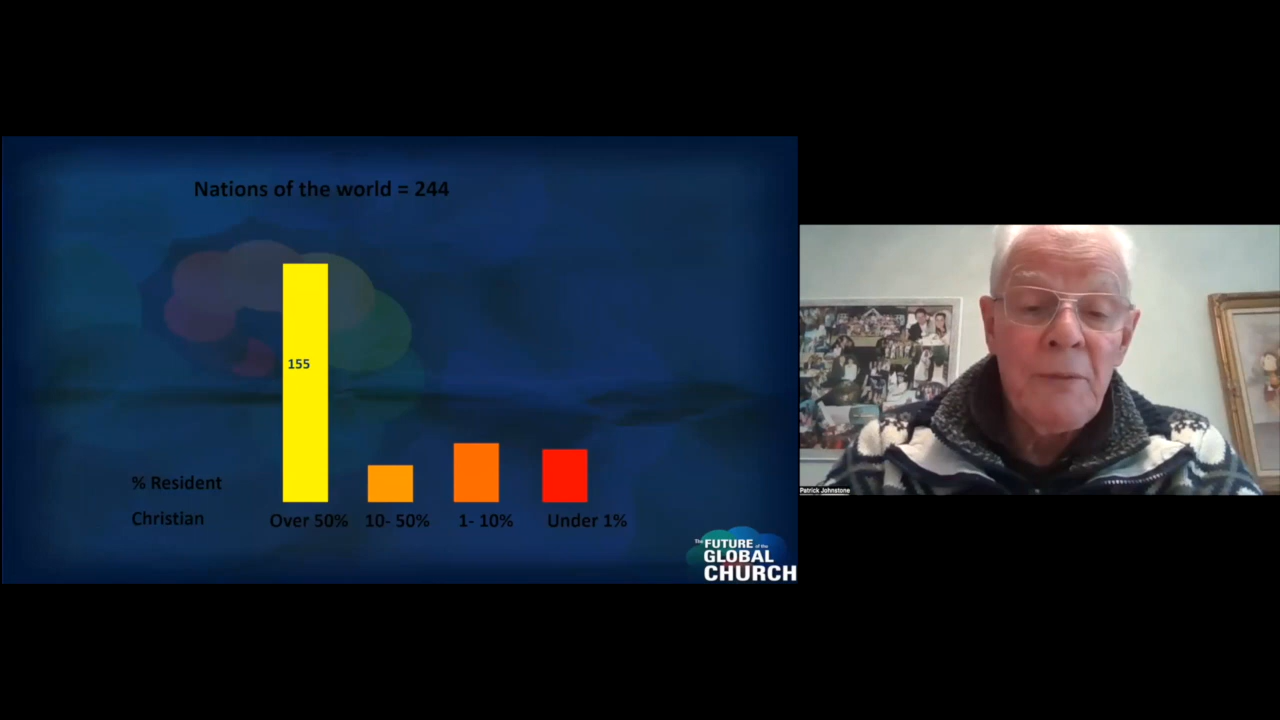 Nations of the world = 244
155
% Resident
Christian
Over 50% 10- 50% 1- 10% Under 1%
The FUTURE of the
GLOBAL
CHURCH
Patrick Johnstone